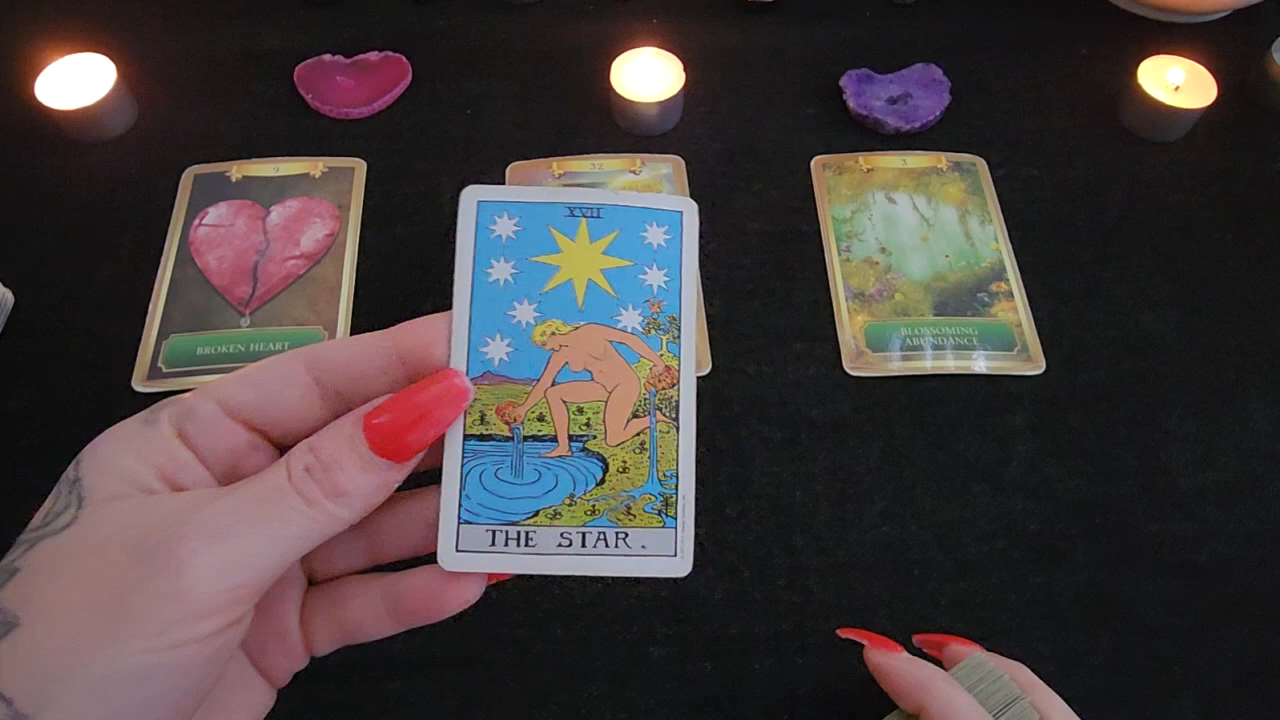 9
32
3
XVII
BROKEN HEART
BLOSSOMING
ABUNDANCE
THE STAR.